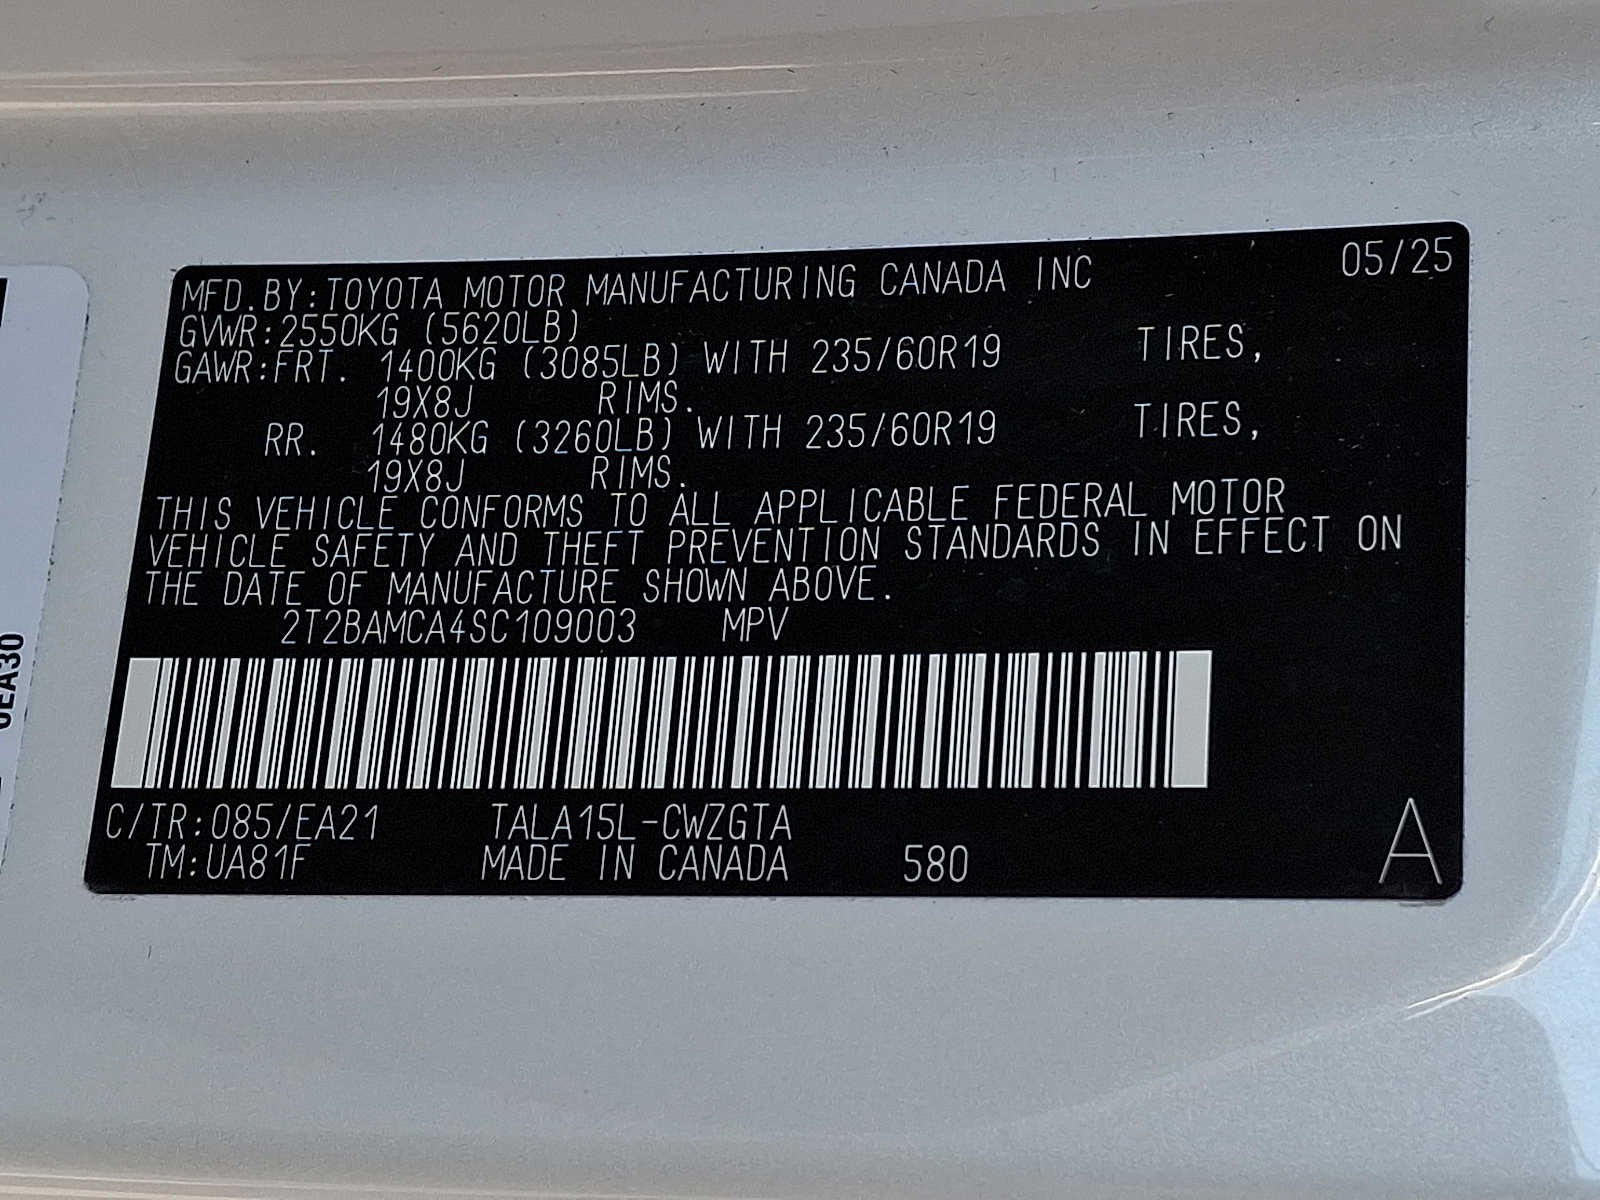 MFD.BY:TOYOTA MOTOR MANUFACTURING CANADA INC 05/25
GVWR:2550KG (5620LB)
GAWR:FRT. 1400KG (3085LB) WITH 235/60R19 TIRES,
19X8J RIMS.
RR. 1480KG (3260LB) WITH 235/60R19 TIRES,
19X8J RIMS.
THIS VEHICLE CONFORMS TO ALL APPLICABLE FEDERAL MOTOR
VEHICLE SAFETY AND THEFT PREVENTION STANDARDS IN EFFECT ON
THE DATE OF MANUFACTURE SHOWN ABOVE.
2T2BAMCA4SC109003 MPV
C/TR:085/EA21 TALA15L-CWZGTA
TM:UA81F MADE IN CANADA 580 A
0EA30